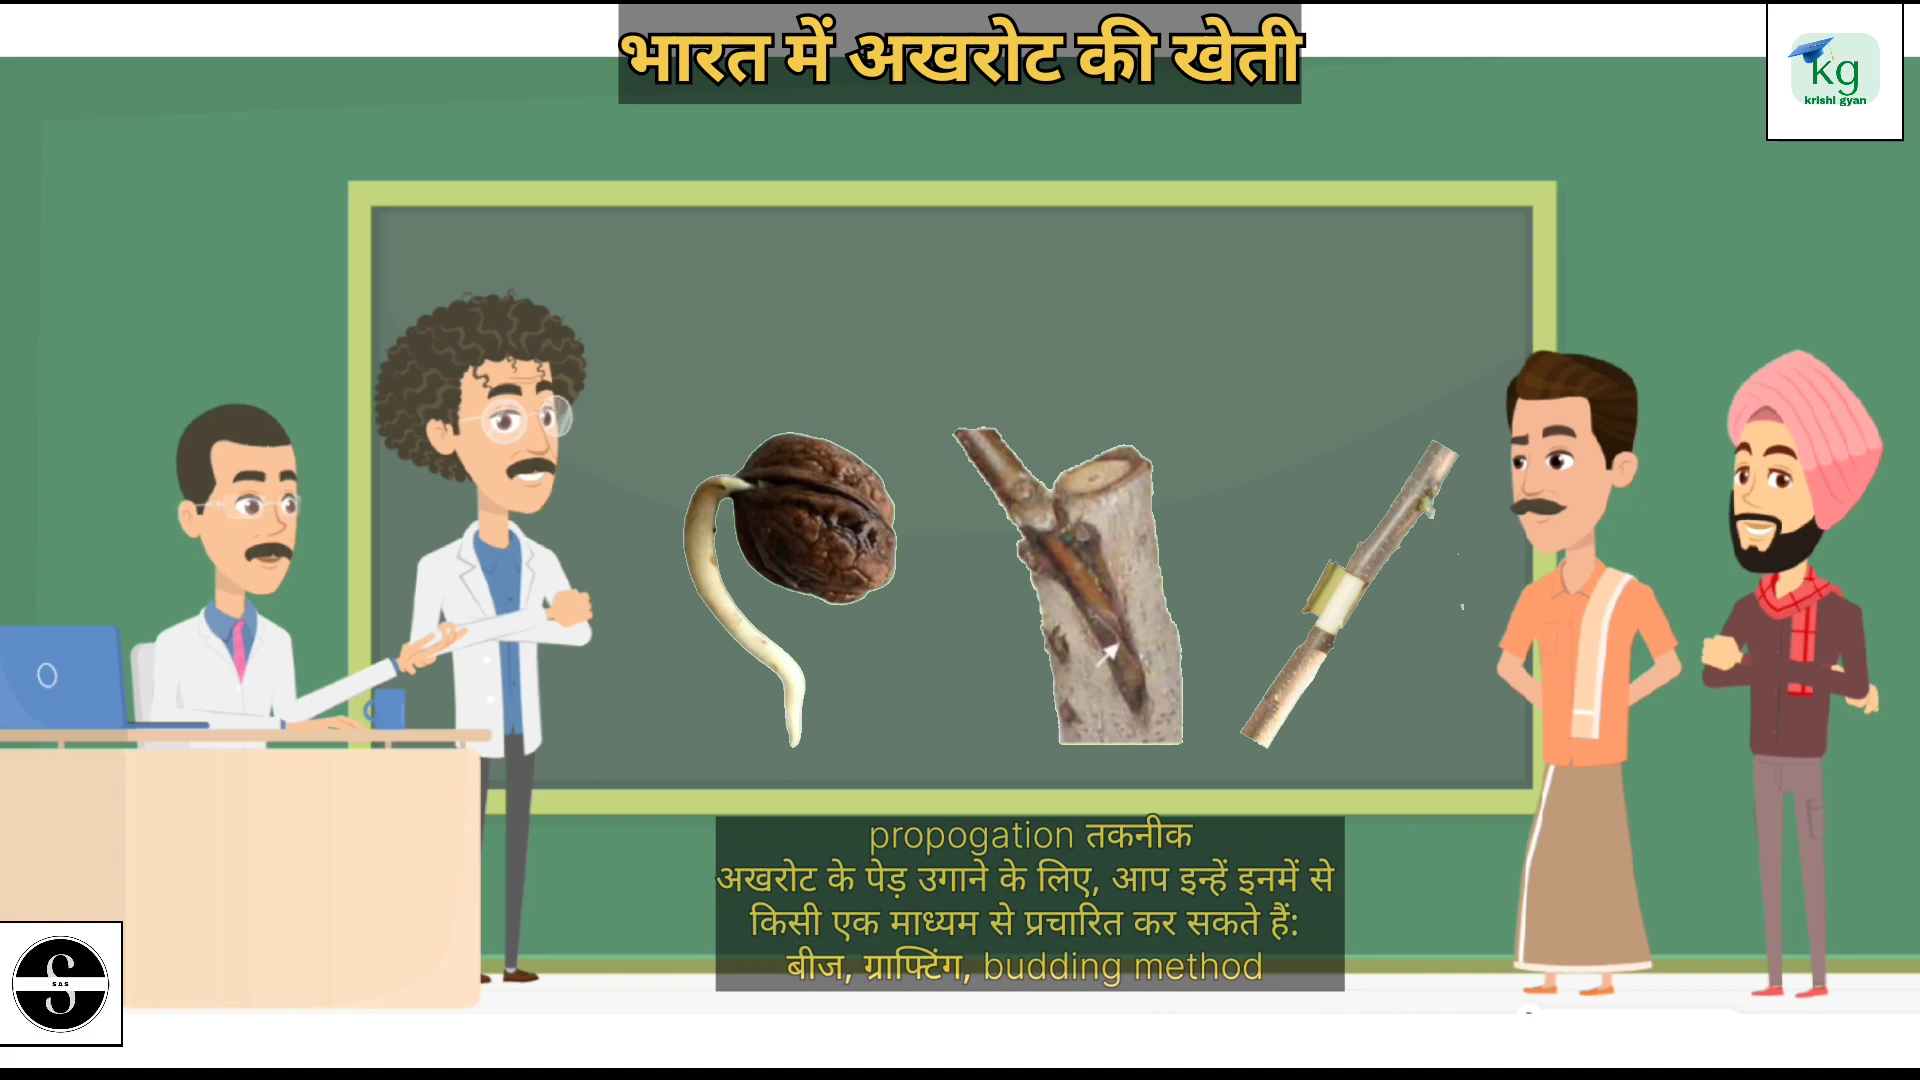 भारत में अखरोट की खेती
kg
krishi gyan
propogation तकनीक
अखरोट के पेड़ उगाने के लिए, आप इन्हें इनमें से
किसी एक माध्यम से प्रचारित कर सकते हैं:
बीज, ग्राफ्टिंग, budding method
S
SAS